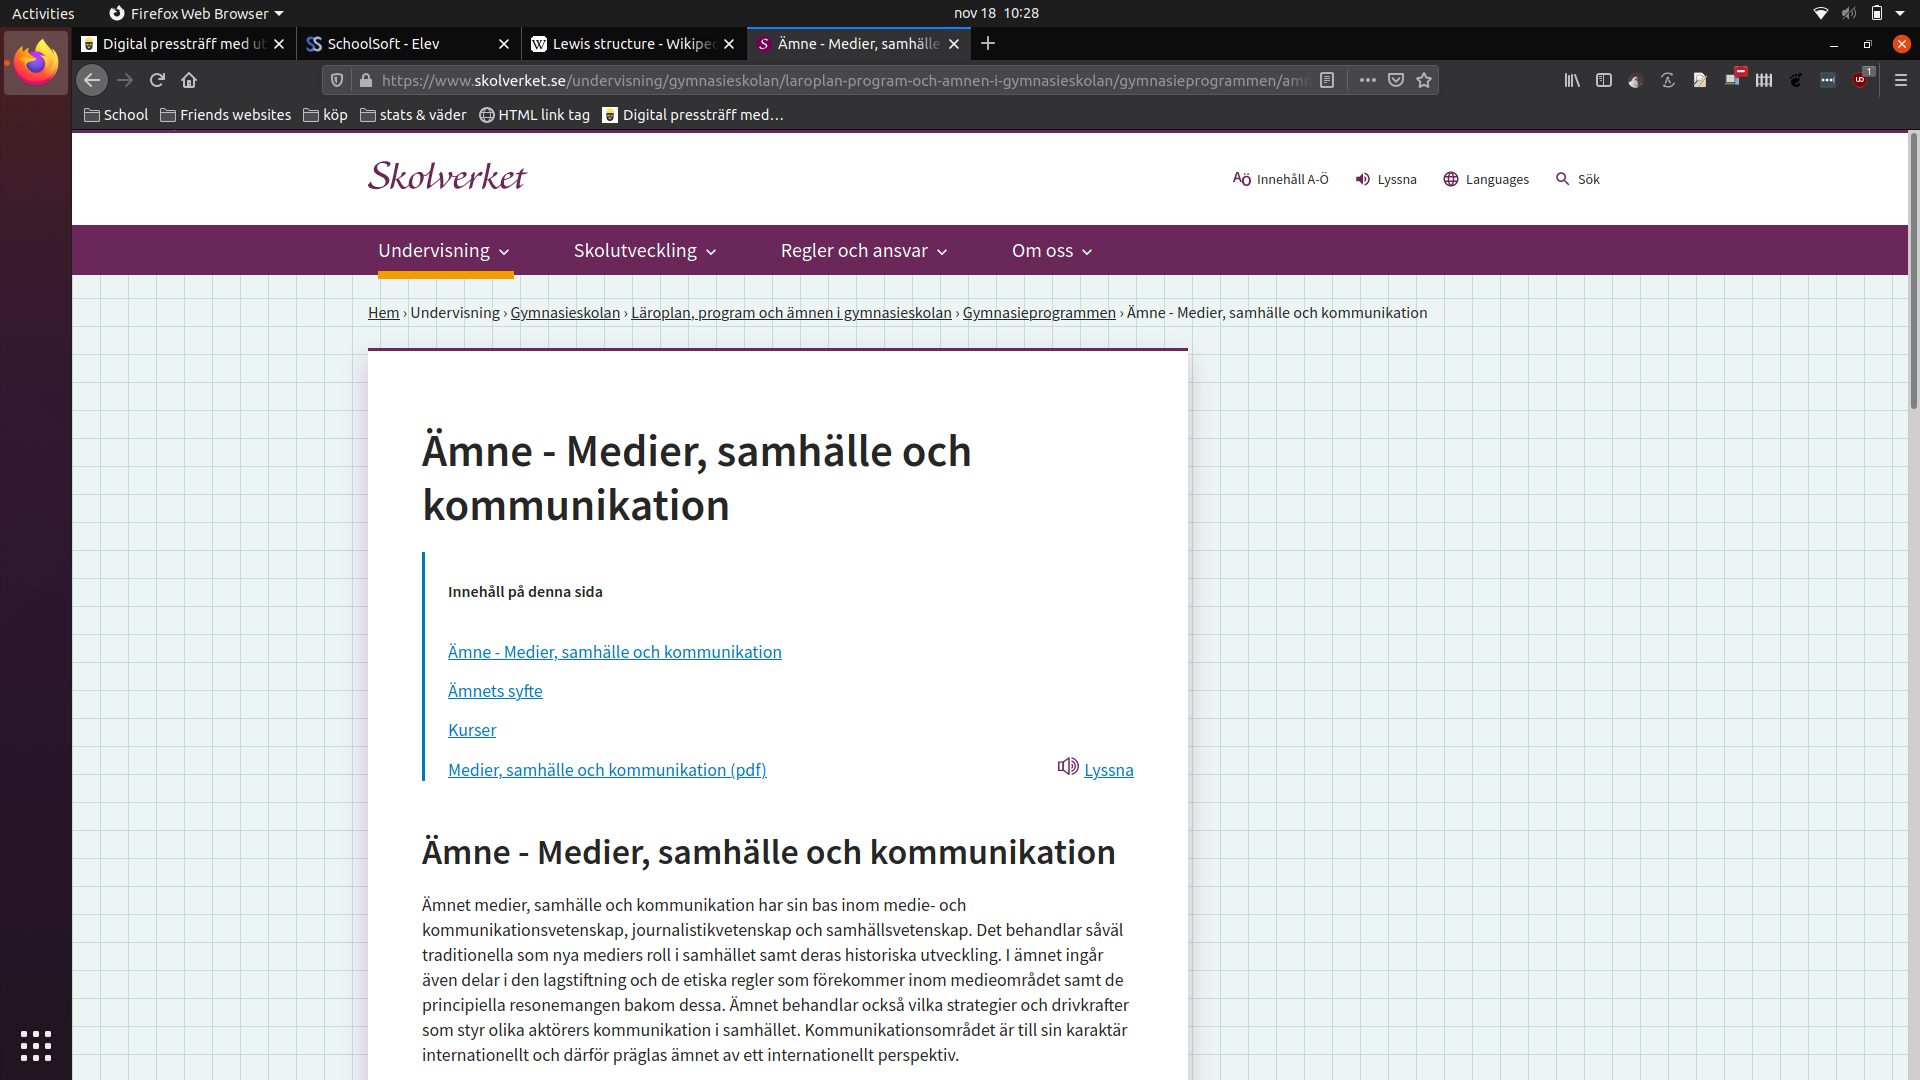 Activities
Firefox Web Browser
nov 18 10:28
Digital pressträff med ut
SchoolSoft - Elev
Lewis structure - Wikipe
Ämne - Medier, samhälle
https://www.skolverket.se/undervisning/gymnasieskolan/laroplan-program-och-amnen-i-gymnasieskolan/gymnasieprogrammen/amn
1
School
Friends websites
köp
stats & väder
HTML link tag
Digital pressträff med…
Skolverket
Innehåll A-Ö
Lyssna
Languages
Sök
Undervisning
Skolutveckling
Regler och ansvar
Om oss
Hem › Undervisning › Gymnasieskolan › Läroplan, program och ämnen i gymnasieskolan › Gymnasieprogrammen › Ämne - Medier, samhälle och kommunikation
Ämne - Medier, samhälle och
kommunikation
Innehåll på denna sida
Ämne - Medier, samhälle och kommunikation
Ämnets syfte
Kurser
Medier, samhälle och kommunikation (pdf)
Lyssna
Ämne - Medier, samhälle och kommunikation
Ämnet medier, samhälle och kommunikation har sin bas inom medie- och
kommunikationsvetenskap, journalistikvetenskap och samhällsvetenskap. Det behandlar såväl
traditionella som nya mediers roll i samhället samt deras historiska utveckling. I ämnet ingår
även delar i den lagstiftning och de etiska regler som förekommer inom medieområdet samt de
principiella resonemangen bakom dessa. Ämnet behandlar också vilka strategier och drivkrafter
som styr olika aktörers kommunikation i samhället. Kommunikationsområdet är till sin karaktär
internationellt och därför präglas ämnet av ett internationellt perspektiv.